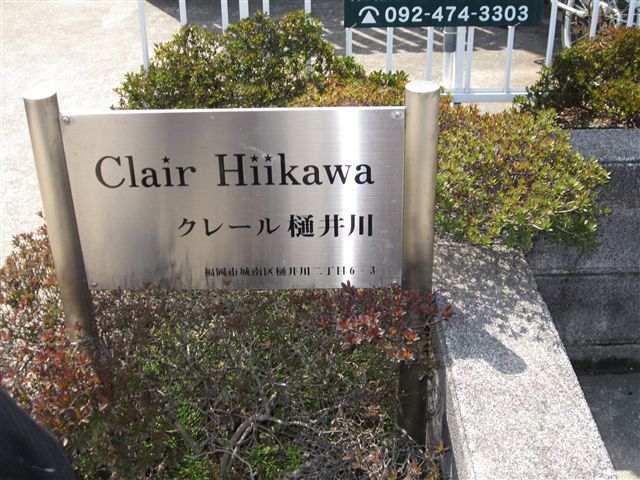 ☎ 092-474-3303
Clair Hiikawa
クレール樋井川
福岡市城南区樋井川二丁目6-3